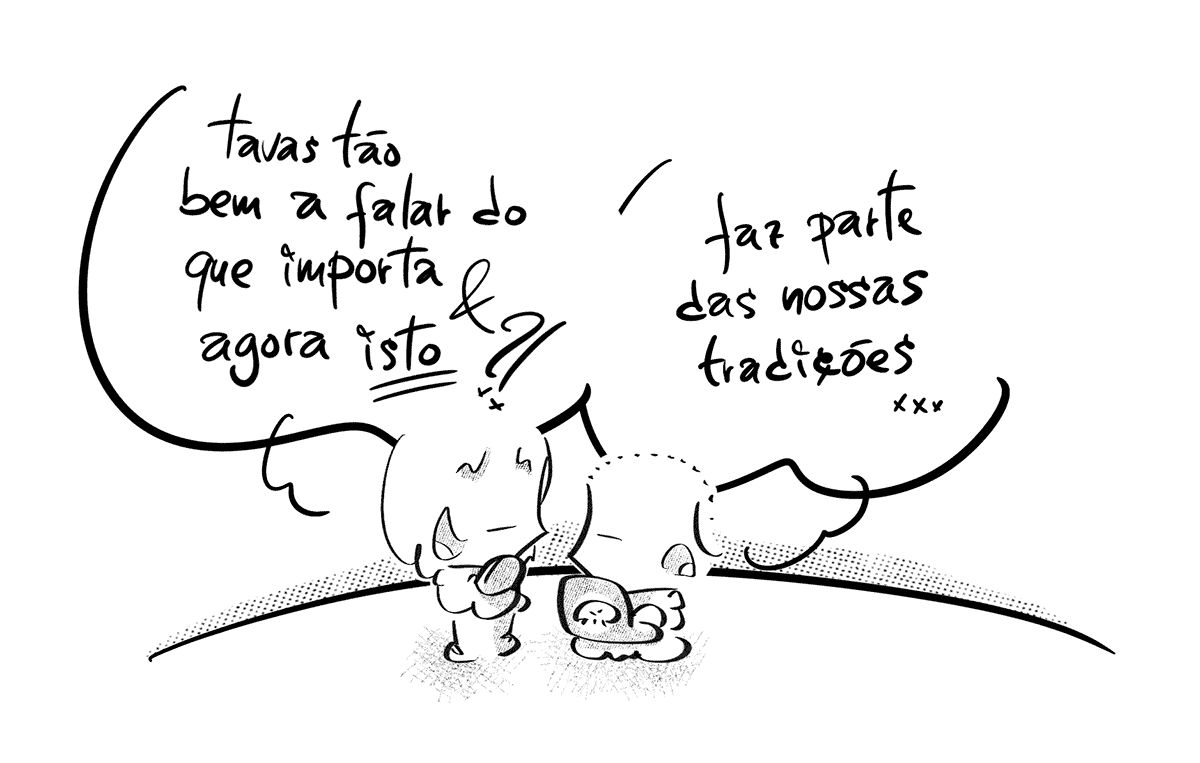 tavas tão
bem a falar do
que importa &
agora isto ?!
faz parte
das nossas
tradições
xxx